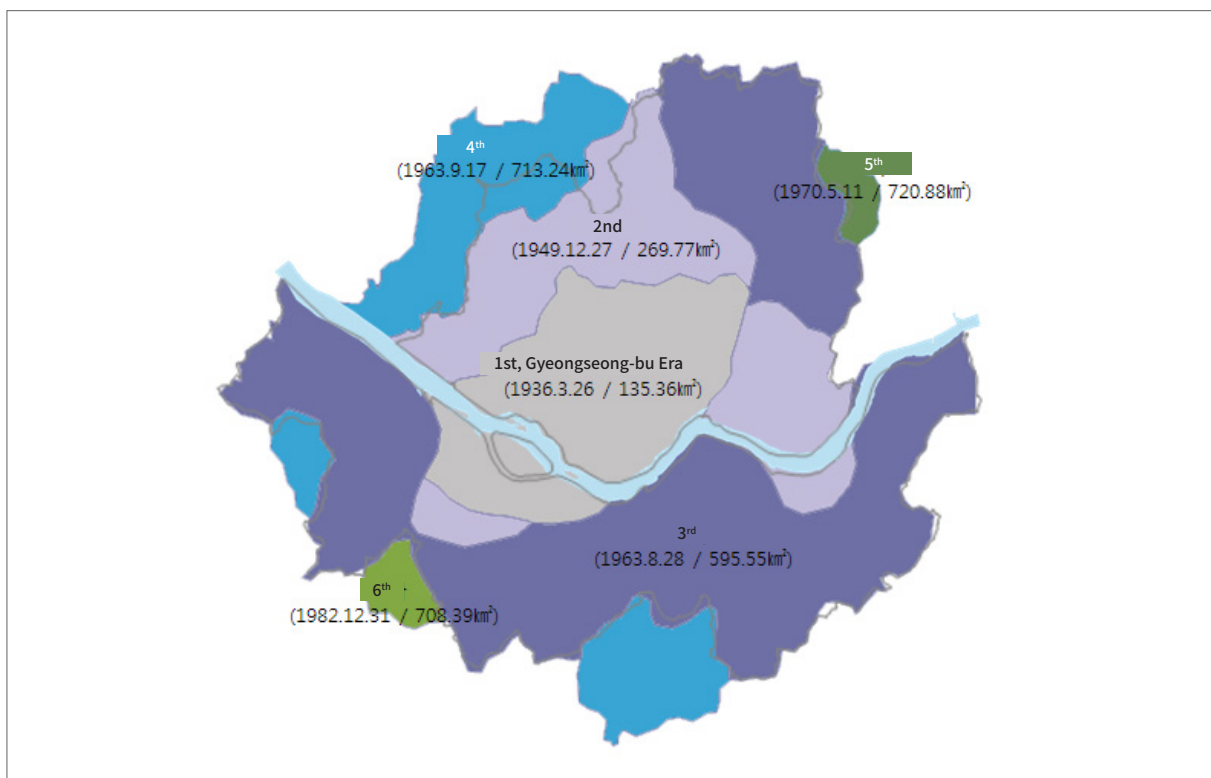 4th
(1963.9.17 / 713.24㎢)
5th
(1970.5.11 / 720.88㎢)
2nd
(1949.12.27 / 269.77㎢)
1st, Gyeongseong-bu Era
(1936.3.26 / 135.36㎢)
3rd
(1963.8.28 / 595.55㎢)
6th
(1982.12.31 / 708.39㎢)